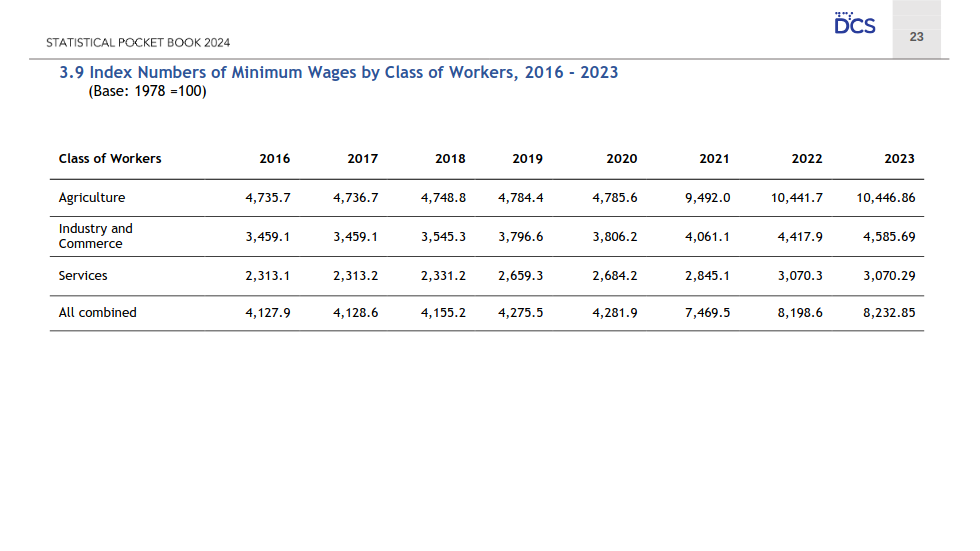 DCS
23
STATISTICAL POCKET BOOK 2024
3.9 Index Numbers of Minimum Wages by Class of Workers, 2016 - 2023
(Base: 1978 =100)
Class of Workers 2016 2017 2018 2019 2020 2021 2022 2023
Agriculture 4,735.7 4,736.7 4,748.8 4,784.4 4,785.6 9,492.0 10,441.7 10,446.86
Industry and
Commerce 3,459.1 3,459.1 3,545.3 3,796.6 3,806.2 4,061.1 4,417.9 4,585.69
Services 2,313.1 2,313.2 2,331.2 2,659.3 2,684.2 2,845.1 3,070.3 3,070.29
All combined 4,127.9 4,128.6 4,155.2 4,275.5 4,281.9 7,469.5 8,198.6 8,232.85